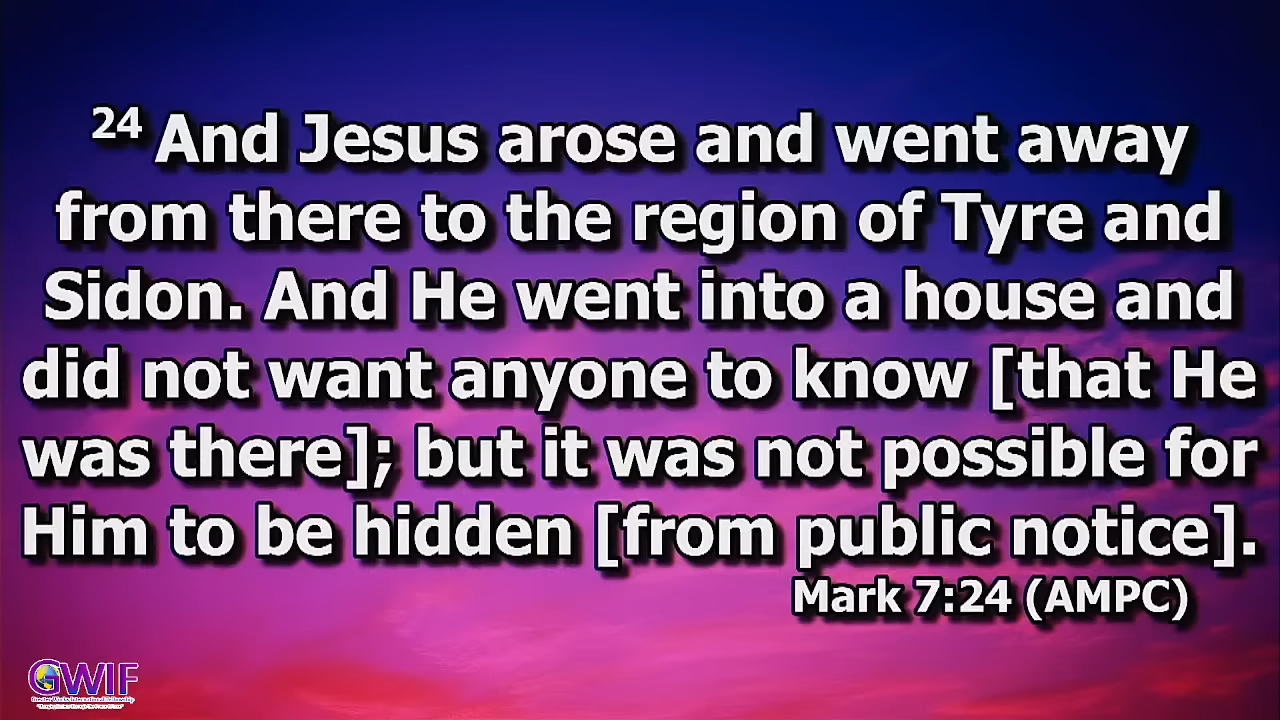 24 And Jesus arose and went away
from there to the region of Tyre and
Sidon. And He went into a house and
did not want anyone to know [that He
was there]; but it was not possible for
Him to be hidden [from public notice].
Mark 7:24 (AMPC)
GWIF